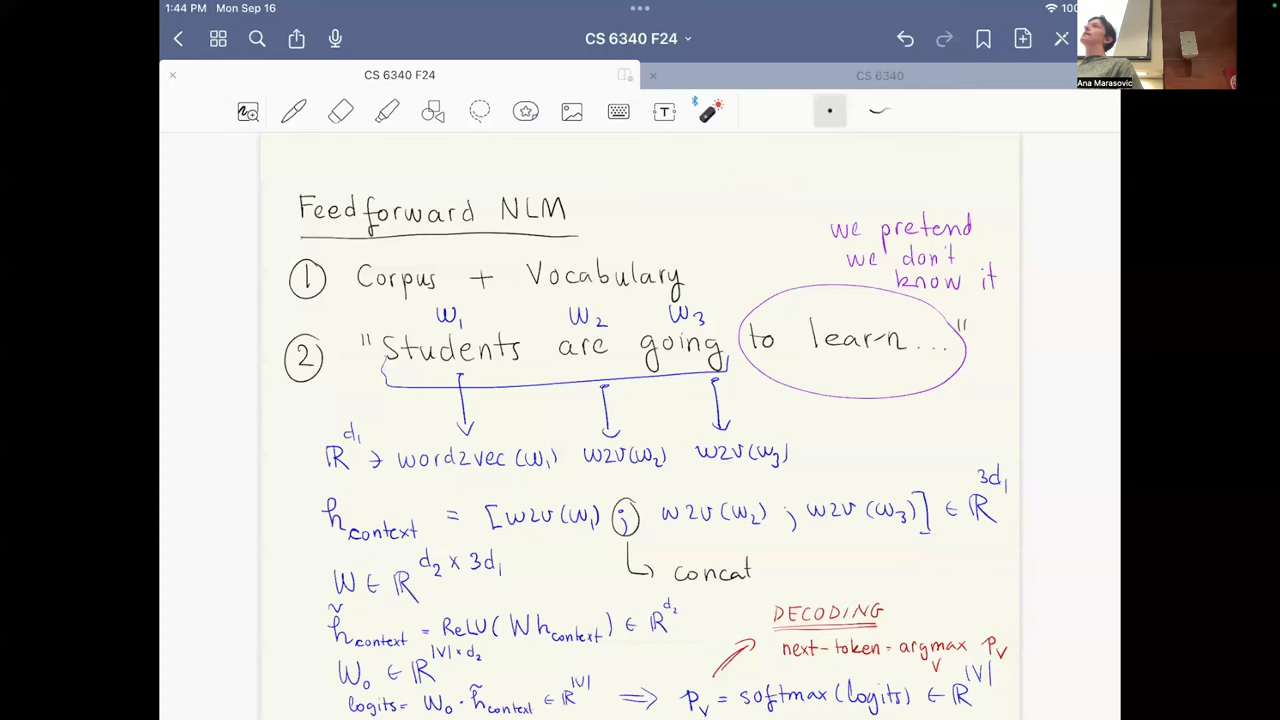 1:44 PM Mon Sep 16
CS 6340 F24
CS 6340 F24
CS 6340
Ana Marasovic
Feedforward NLM
we pretend
we don't
know it
① Corpus + Vocabulary
w₁ w₂ w₃
② "Students are going to learn..."
ℝ^d₁ ∋ word2vec(w₁) w2v(w₂) w2v(w₃)
h_context = [w2v(w₁) ; w2v(w₂) ; w2v(w₃)] ∈ ℝ^3d₁
concat
W ∈ ℝ^d₂ x 3d₁
h̃_context = ReLU(W h_context) ∈ ℝ^d₂
DECODING
next-token = argmax p_v
v
W₀ ∈ ℝ^|V| x d₂
logits = W₀ · h̃_context ∈ ℝ^|V| ⟹ p_v = softmax(logits) ∈ ℝ^|V|